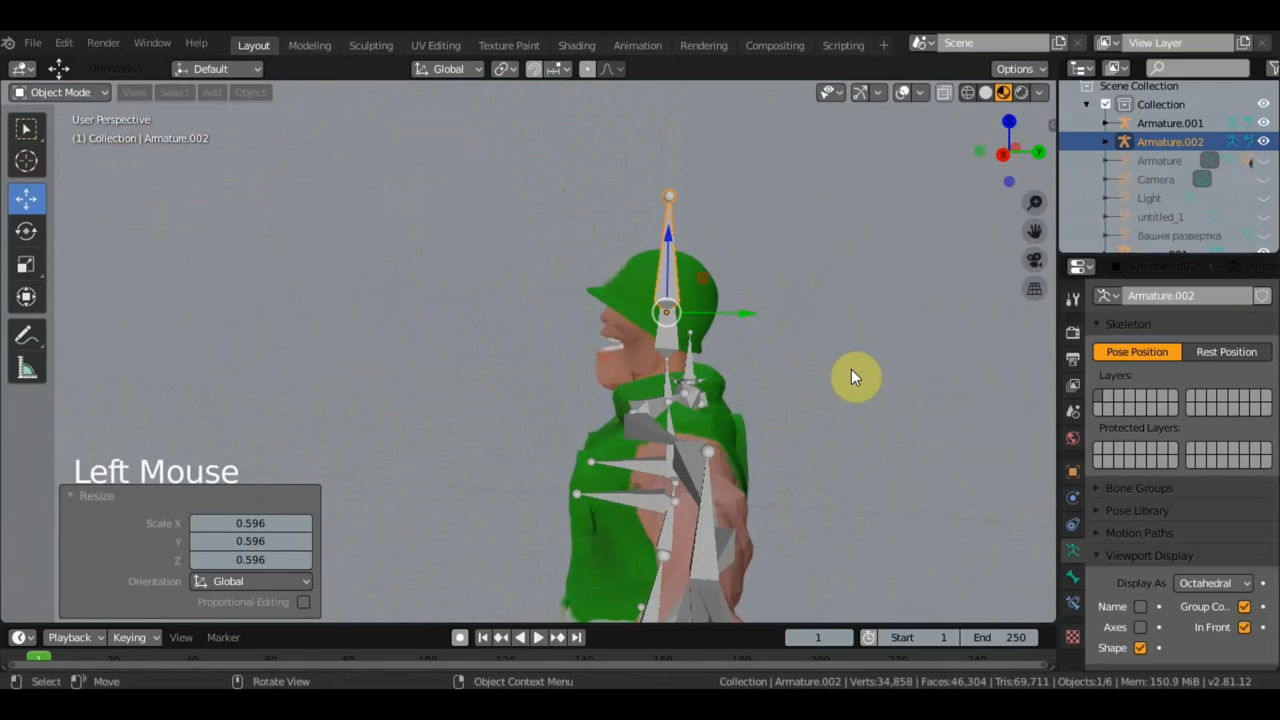 File Edit Render Window Help Layout Modeling Sculpting UV Editing Texture Paint Shading Animation Rendering Compositing Scripting + Scene View Layer
Default Global Options
Object Mode View Select Add Object
User Perspective
(1) Collection | Armature.002
Scene Collection
Collection
Armature.001
Armature.002
Armature
Camera
Light
untitled_1
башня развертка
X Y
Armature.002
Skeleton
Pose Position Rest Position
Layers:
Protected Layers:
Bone Groups
Pose Library
Motion Paths
Viewport Display
Display As Octahedral
Name Group Co..
Axes In Front
Shape
Left Mouse
Resize
Scale X 0.596
Y 0.596
Z 0.596
Orientation Global
Proportional Editing
Playback Keying View Marker 1 Start 1 End 250
1
Select Move Rotate View Object Context Menu Collection | Armature.002 | Verts:34,858 | Faces:46,304 | Tris:69,711 | Objects:1/6 | Mem: 150.9 MiB | v2.81.12